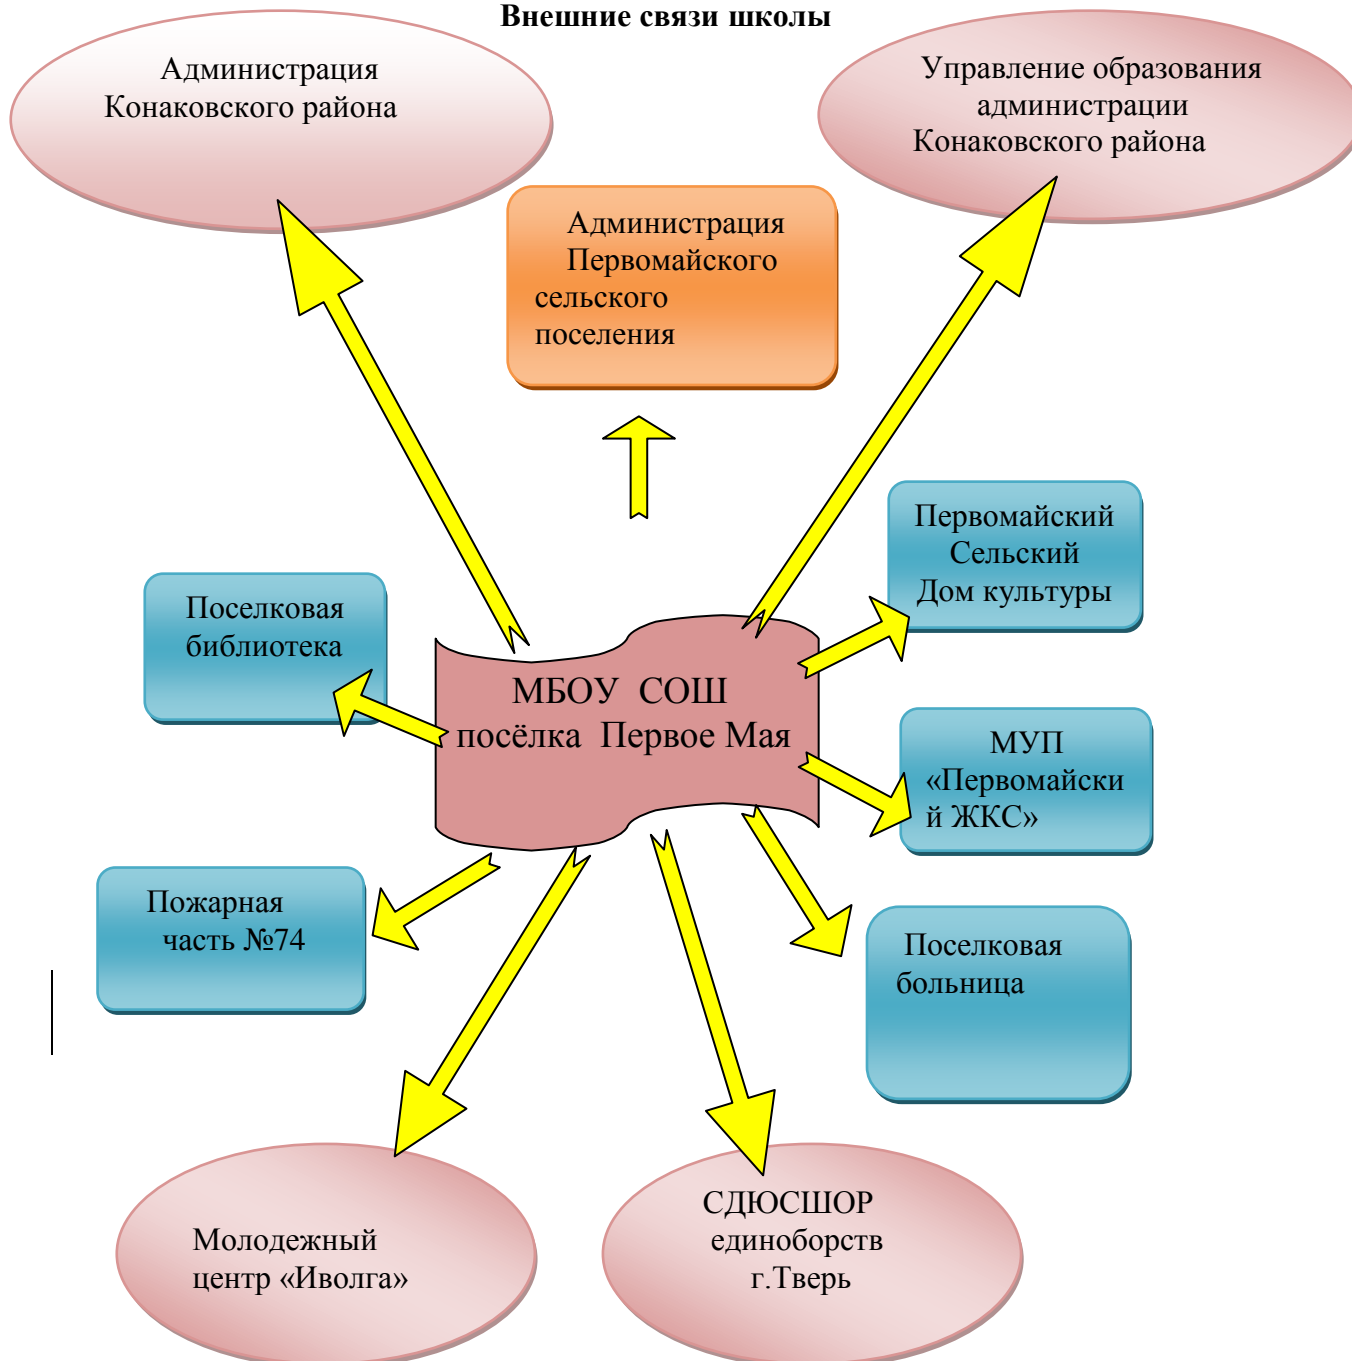 Внешние связи школы
Администрация
Конаковского района
Управление образования
администрации
Конаковского района
Администрация
Первомайского
сельского
поселения
Первомайский
Сельский
Дом культуры
Поселковая
библиотека
МБОУ СОШ
посёлка Первое Мая
МУП
«Первомайски
й ЖКС»
Пожарная
часть №74
Поселковая
больница
Молодежный
центр «Иволга»
СДЮСШОР
единоборств
г.Тверь